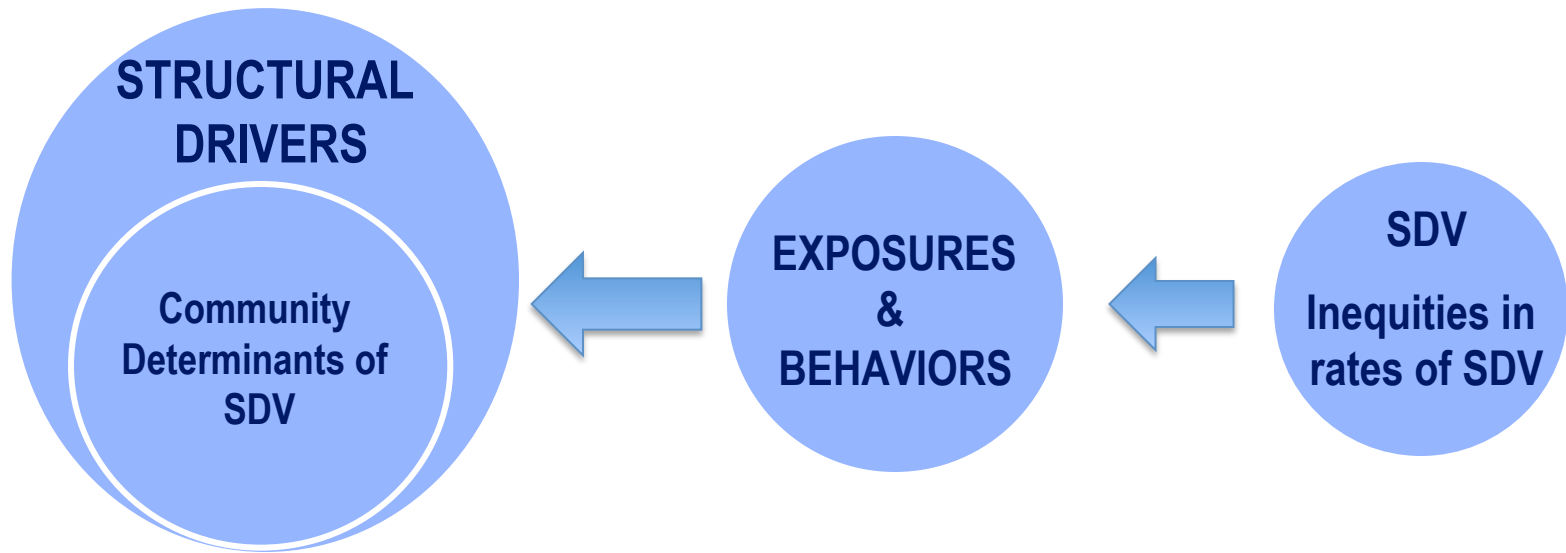 STRUCTURAL
DRIVERS
Community
Determinants of
SDV
EXPOSURES
&
BEHAVIORS
SDV
Inequities in
rates of SDV